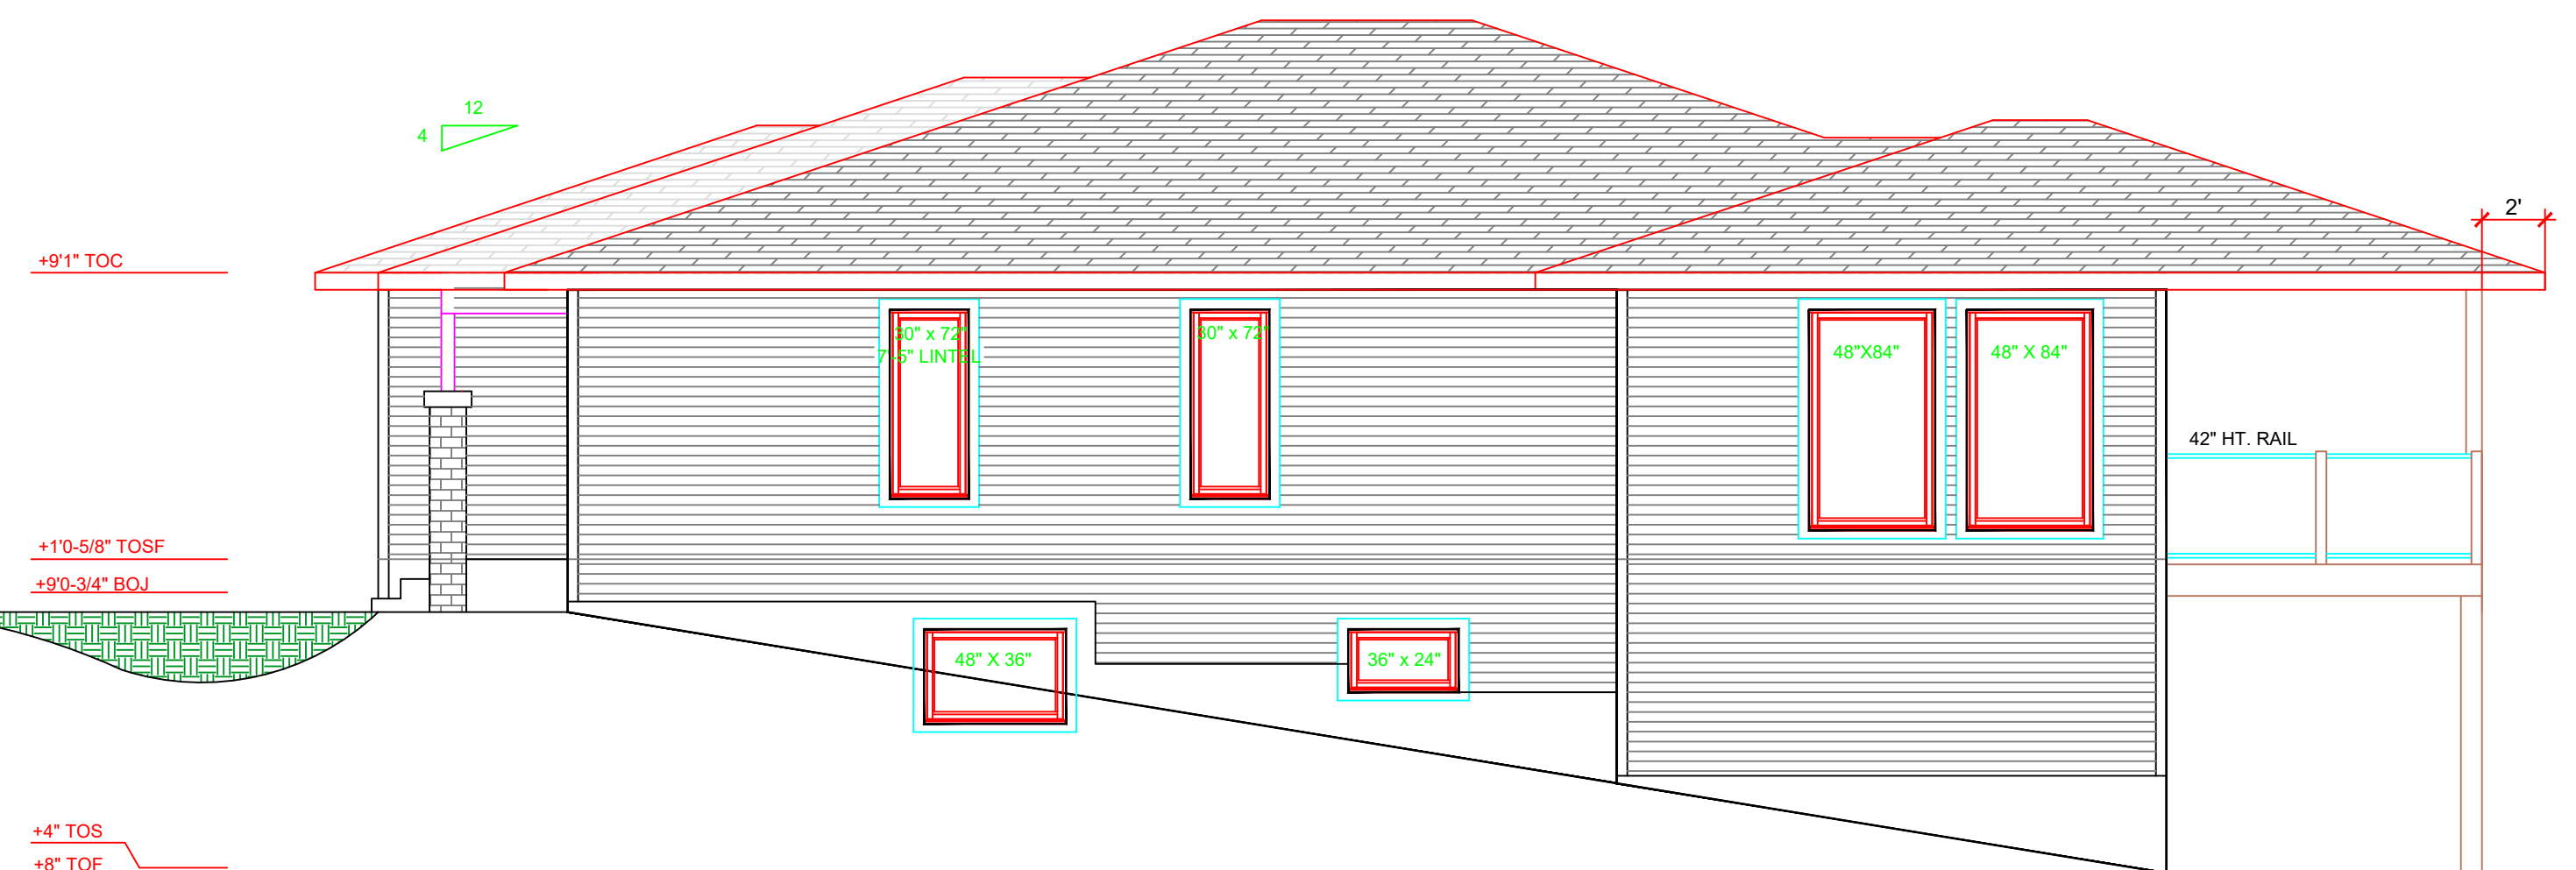 12
4
2'
+9'1" TOC
30" x 72"
7'-5" LINTEL
30" x 72"
48"X84"
48" X 84"
42" HT. RAIL
+1'0-5/8" TOSF
+9'0-3/4" BOJ
48" X 36"
36" x 24"
+4" TOS
+8" TOF